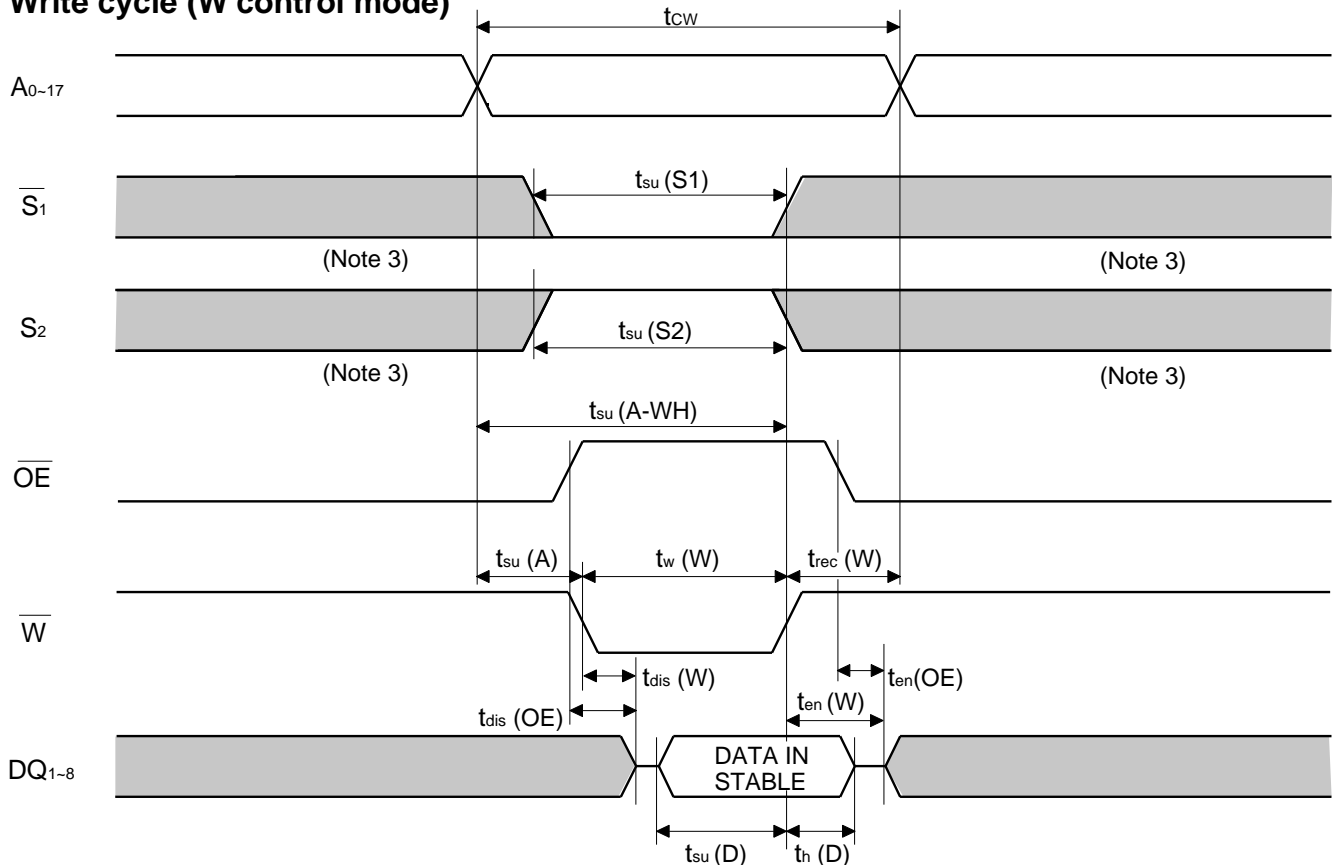 Write cycle (W control mode)
tCW
A0~17
tsu (S1)
S1
(Note 3)
(Note 3)
S2
tsu (S2)
(Note 3)
(Note 3)
tsu (A-WH)
OE
tsu (A)
tw (W)
trec (W)
W
tdis (W)
ten(OE)
tdis (OE)
ten (W)
DQ1~8
DATA IN
STABLE
tsu (D)
th (D)